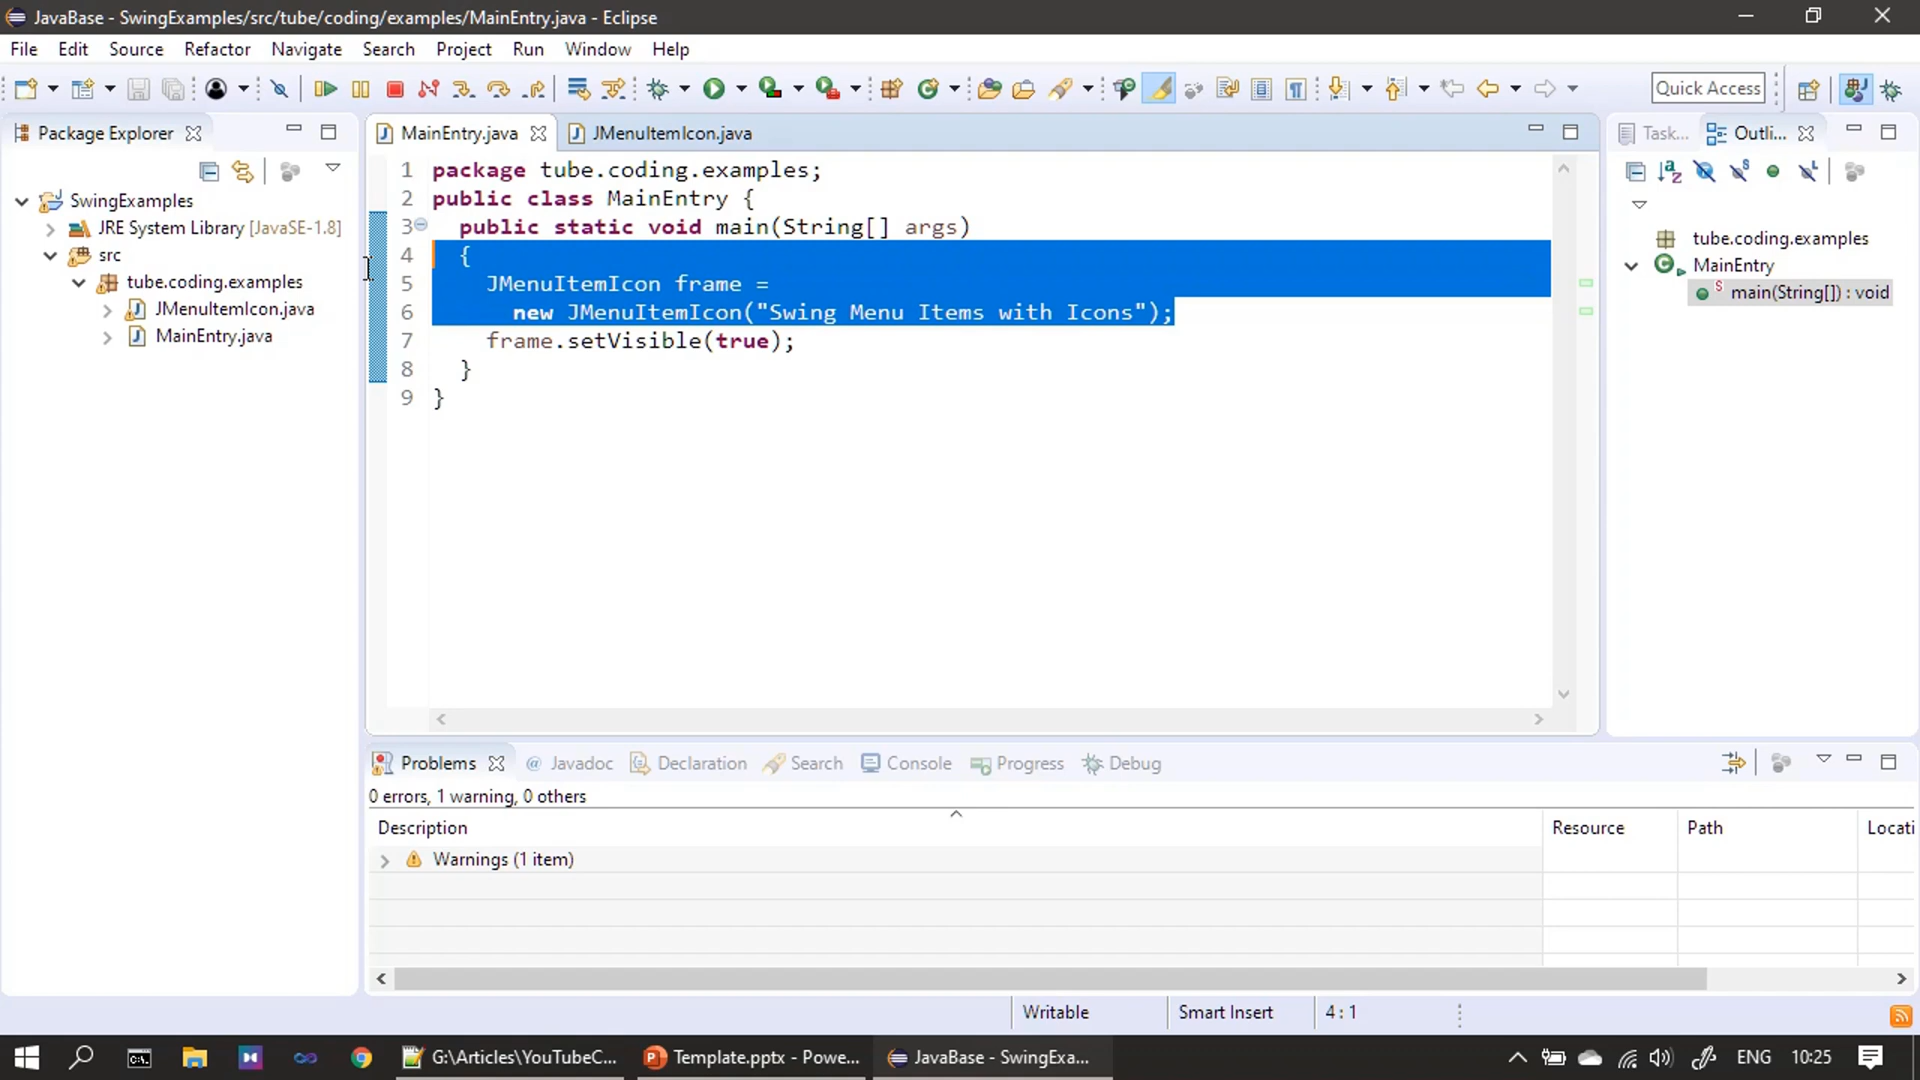 JavaBase - SwingExamples/src/tube/coding/examples/MainEntry.java - Eclipse
File Edit Source Refactor Navigate Search Project Run Window Help
Quick Access
Package Explorer
SwingExamples
JRE System Library [JavaSE-1.8]
src
tube.coding.examples
JMenuItemIcon.java
MainEntry.java
MainEntry.java JMenuItemIcon.java
1 package tube.coding.examples;
2 public class MainEntry {
3 public static void main(String[] args)
4 {
5 JMenuItemIcon frame =
6 new JMenuItemIcon("Swing Menu Items with Icons");
7 frame.setVisible(true);
8 }
9 }
Task... Outli...
tube.coding.examples
MainEntry
main(String[]) : void
Problems @ Javadoc Declaration Search Console Progress Debug
0 errors, 1 warning, 0 others
Description Resource Path Locati
Warnings (1 item)
Writable Smart Insert 4 : 1
G:\Articles\YouTubeC... Template.pptx - Powe... JavaBase - SwingExa... ENG 10:25